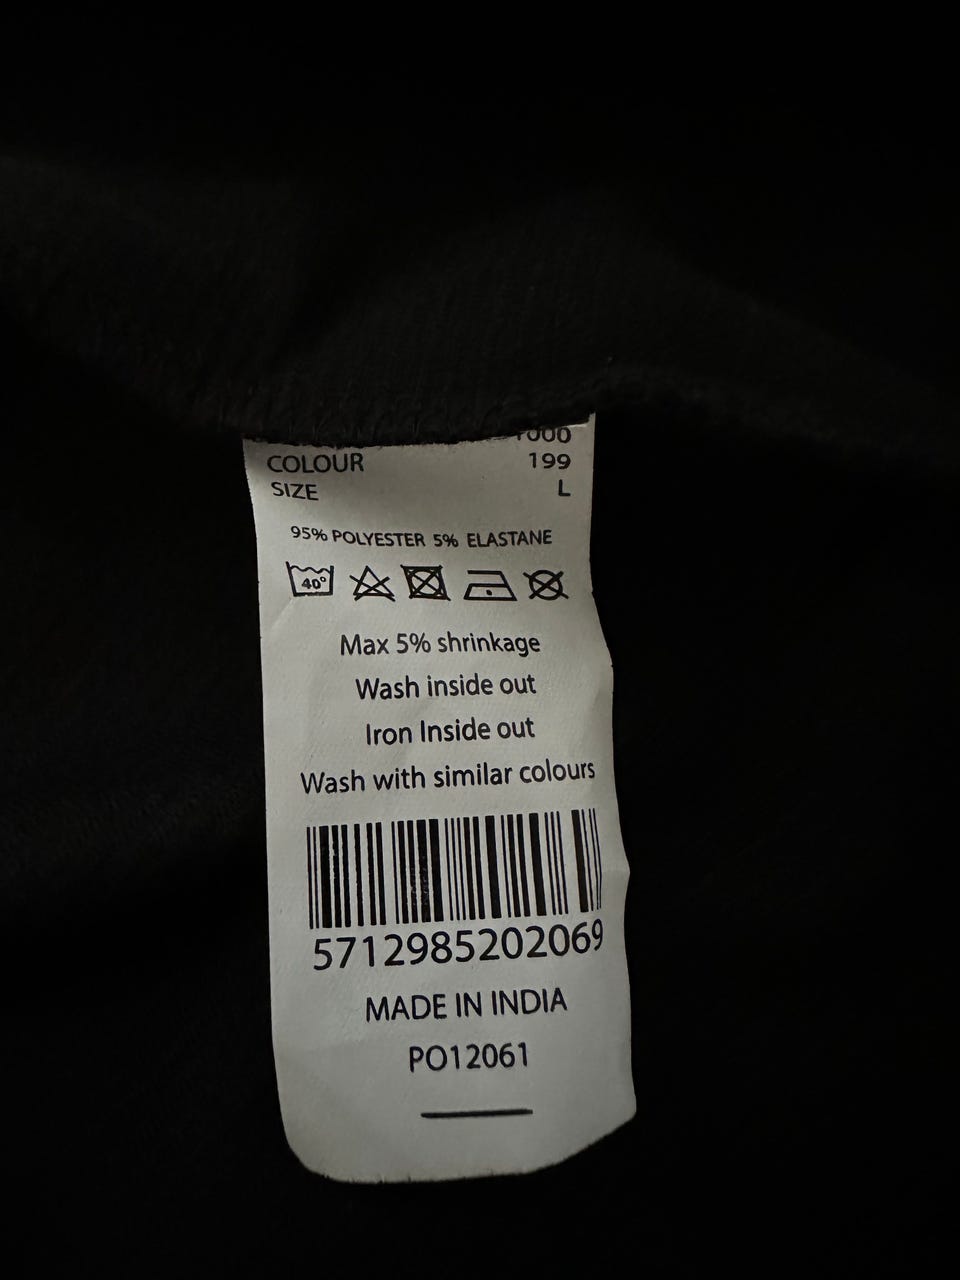 COLOUR 199
SIZE L
95% POLYESTER 5% ELASTANE
40°
Max 5% shrinkage
Wash inside out
Iron Inside out
Wash with similar colours
5712985202069
MADE IN INDIA
PO12061